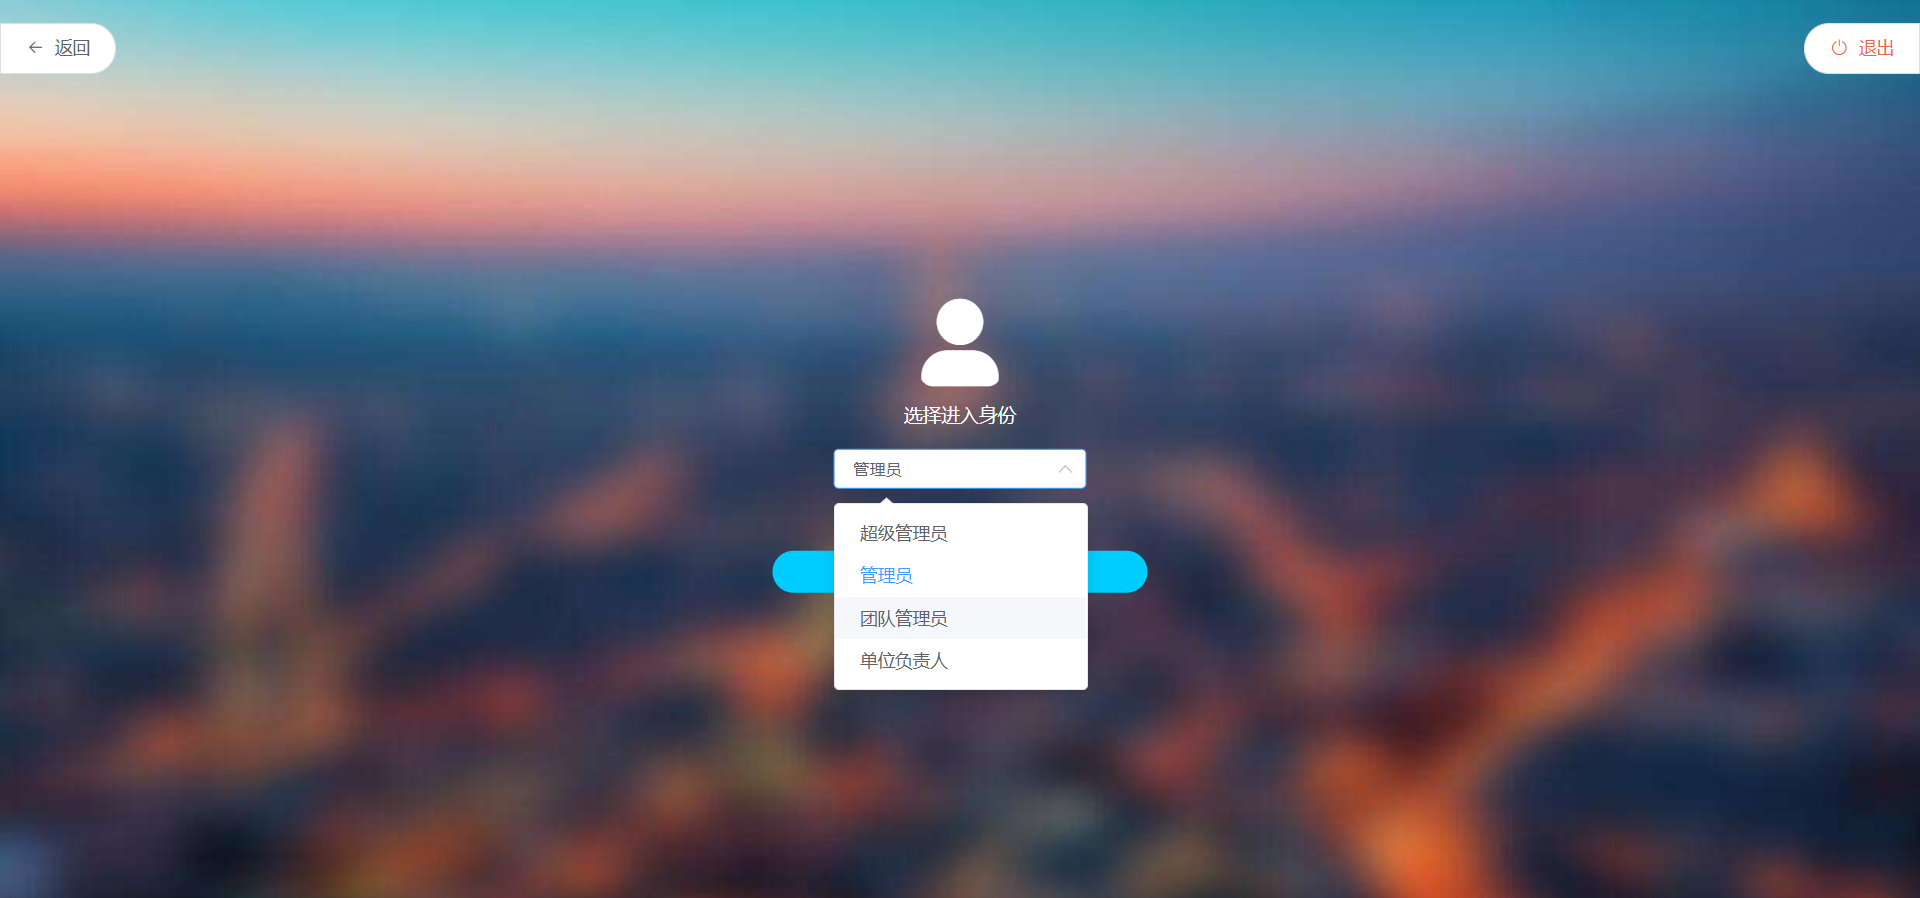 返回
退出
选择进入身份
管理员
超级管理员
管理员
团队管理员
单位负责人